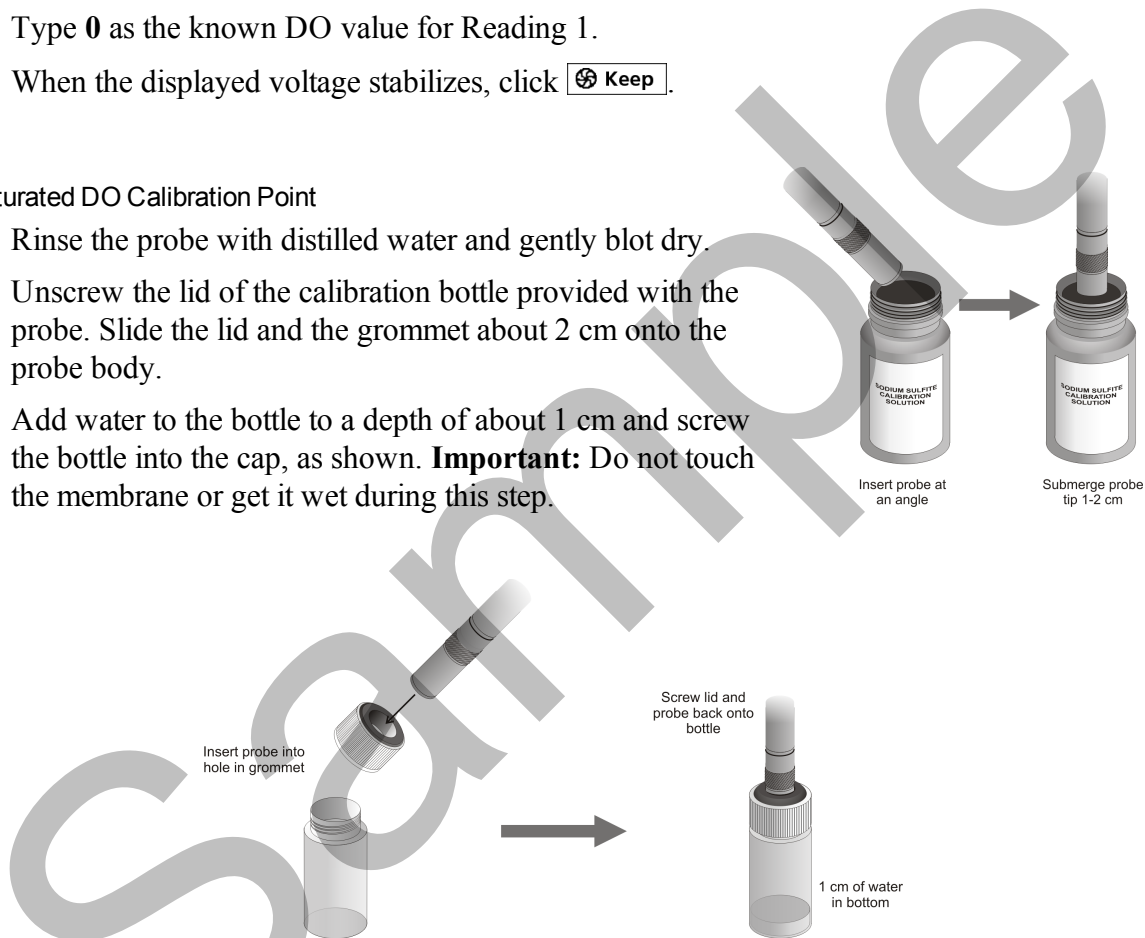 Type 0 as the known DO value for Reading 1.
When the displayed voltage stabilizes, click Keep.
turated DO Calibration Point
Rinse the probe with distilled water and gently blot dry.
Unscrew the lid of the calibration bottle provided with the
probe. Slide the lid and the grommet about 2 cm onto the
probe body.
Add water to the bottle to a depth of about 1 cm and screw
the bottle into the cap, as shown. Important: Do not touch
the membrane or get it wet during this step.
SODIUM SULFITE
CALIBRATION
SOLUTION
Insert probe at
an angle
SODIUM SULFITE
CALIBRATION
SOLUTION
Submerge probe
tip 1-2 cm
Insert probe into
hole in grommet
Screw lid and
probe back onto
bottle
1 cm of water
in bottom
Sample